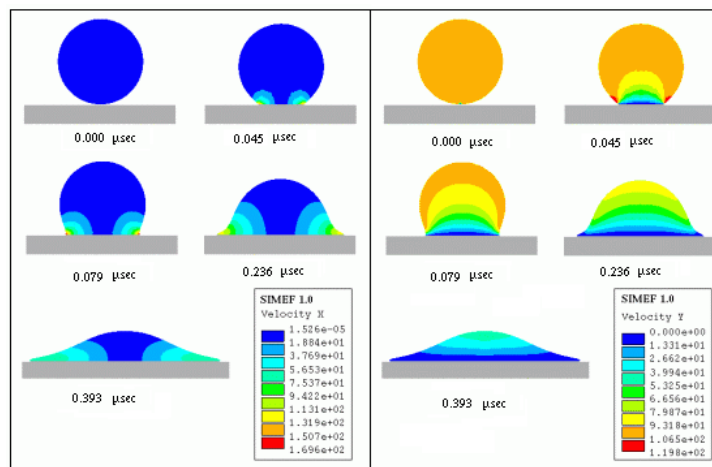 0.000 μsec
0.045 μsec
0.079 μsec
0.236 μsec
0.393 μsec
SIMEF 1.0
Velocity X
1.526e-05
1.884e+01
3.769e+01
5.653e+01
7.537e+01
9.422e+01
1.131e+02
1.319e+02
1.507e+02
1.696e+02
0.000 μsec
0.045 μsec
0.079 μsec
0.236 μsec
0.393 μsec
SIMEF 1.0
Velocity Y
0.000e+00
1.331e+01
2.662e+01
3.994e+01
5.325e+01
6.656e+01
7.987e+01
9.318e+01
1.065e+02
1.198e+02